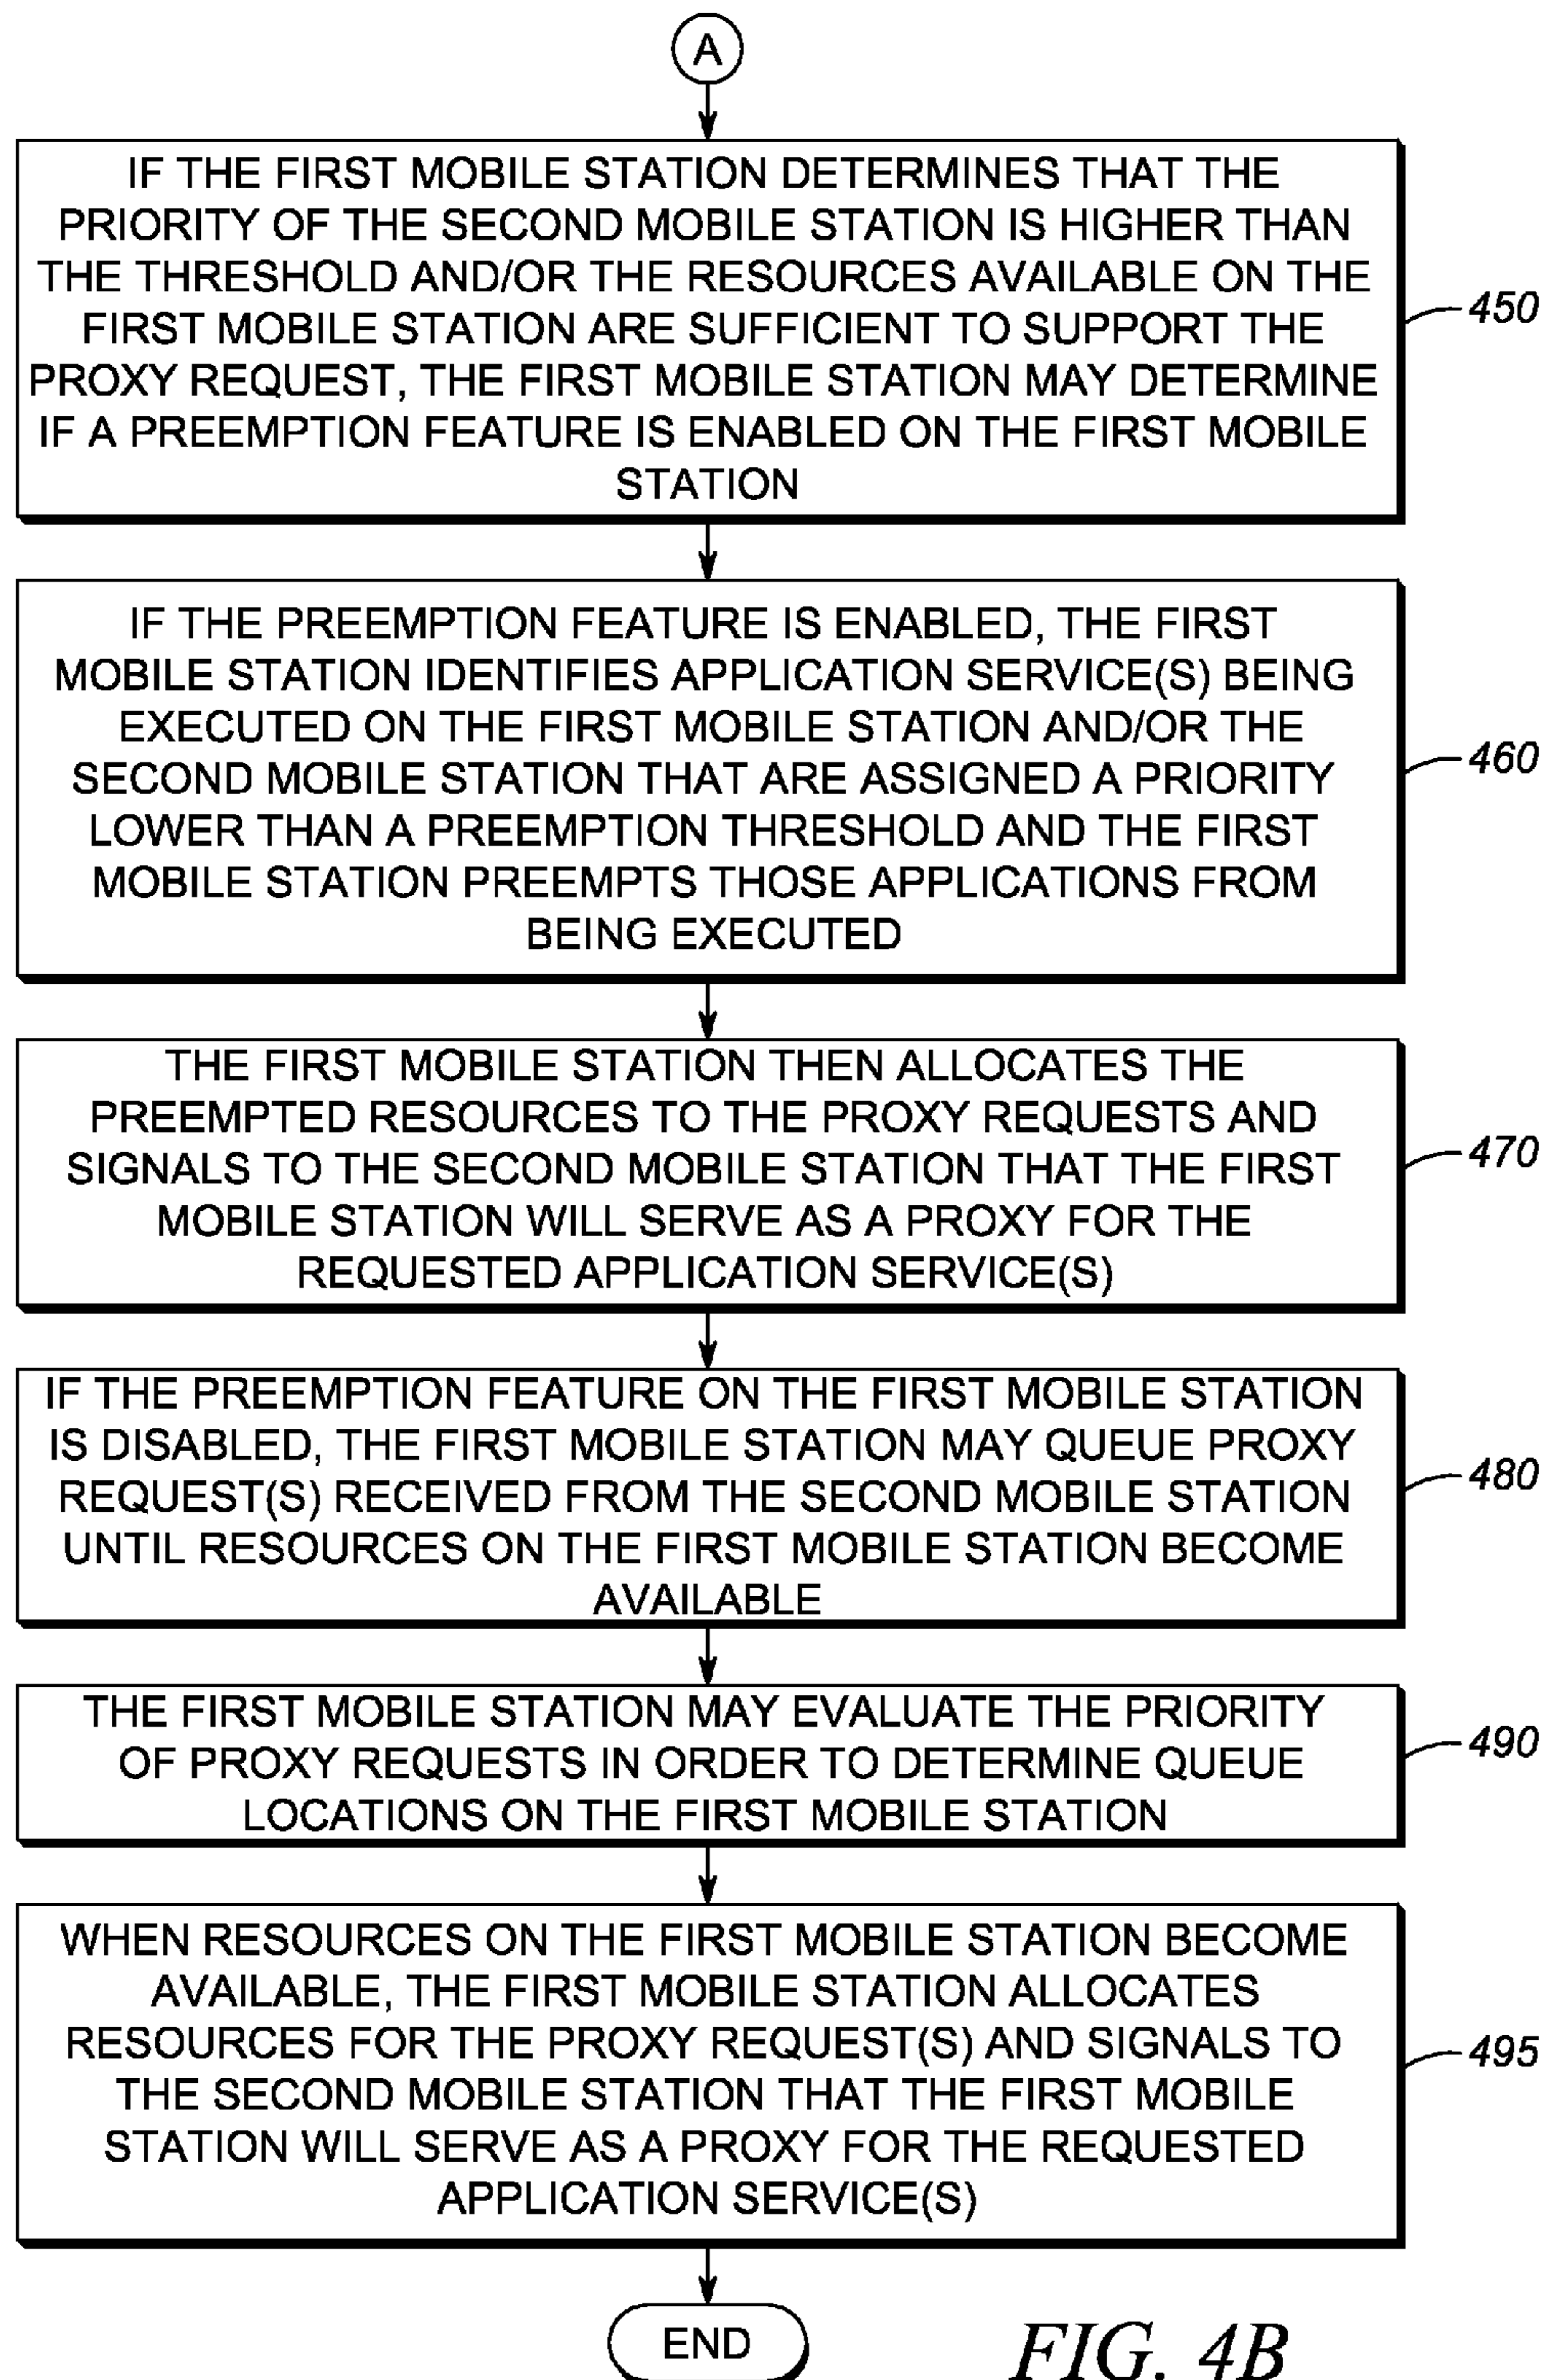 A
IF THE FIRST MOBILE STATION DETERMINES THAT THE
PRIORITY OF THE SECOND MOBILE STATION IS HIGHER THAN
THE THRESHOLD AND/OR THE RESOURCES AVAILABLE ON THE
FIRST MOBILE STATION ARE SUFFICIENT TO SUPPORT THE
PROXY REQUEST, THE FIRST MOBILE STATION MAY DETERMINE
IF A PREEMPTION FEATURE IS ENABLED ON THE FIRST MOBILE
STATION
450
IF THE PREEMPTION FEATURE IS ENABLED, THE FIRST
MOBILE STATION IDENTIFIES APPLICATION SERVICE(S) BEING
EXECUTED ON THE FIRST MOBILE STATION AND/OR THE
SECOND MOBILE STATION THAT ARE ASSIGNED A PRIORITY
LOWER THAN A PREEMPTION THRESHOLD AND THE FIRST
MOBILE STATION PREEMPTS THOSE APPLICATIONS FROM
BEING EXECUTED
460
THE FIRST MOBILE STATION THEN ALLOCATES THE
PREEMPTED RESOURCES TO THE PROXY REQUESTS AND
SIGNALS TO THE SECOND MOBILE STATION THAT THE FIRST
MOBILE STATION WILL SERVE AS A PROXY FOR THE
REQUESTED APPLICATION SERVICE(S)
470
IF THE PREEMPTION FEATURE ON THE FIRST MOBILE STATION
IS DISABLED, THE FIRST MOBILE STATION MAY QUEUE PROXY
REQUEST(S) RECEIVED FROM THE SECOND MOBILE STATION
UNTIL RESOURCES ON THE FIRST MOBILE STATION BECOME
AVAILABLE
480
THE FIRST MOBILE STATION MAY EVALUATE THE PRIORITY
OF PROXY REQUESTS IN ORDER TO DETERMINE QUEUE
LOCATIONS ON THE FIRST MOBILE STATION
490
WHEN RESOURCES ON THE FIRST MOBILE STATION BECOME
AVAILABLE, THE FIRST MOBILE STATION ALLOCATES
RESOURCES FOR THE PROXY REQUEST(S) AND SIGNALS TO
THE SECOND MOBILE STATION THAT THE FIRST MOBILE
STATION WILL SERVE AS A PROXY FOR THE REQUESTED
APPLICATION SERVICE(S)
495
END
FIG. 4B